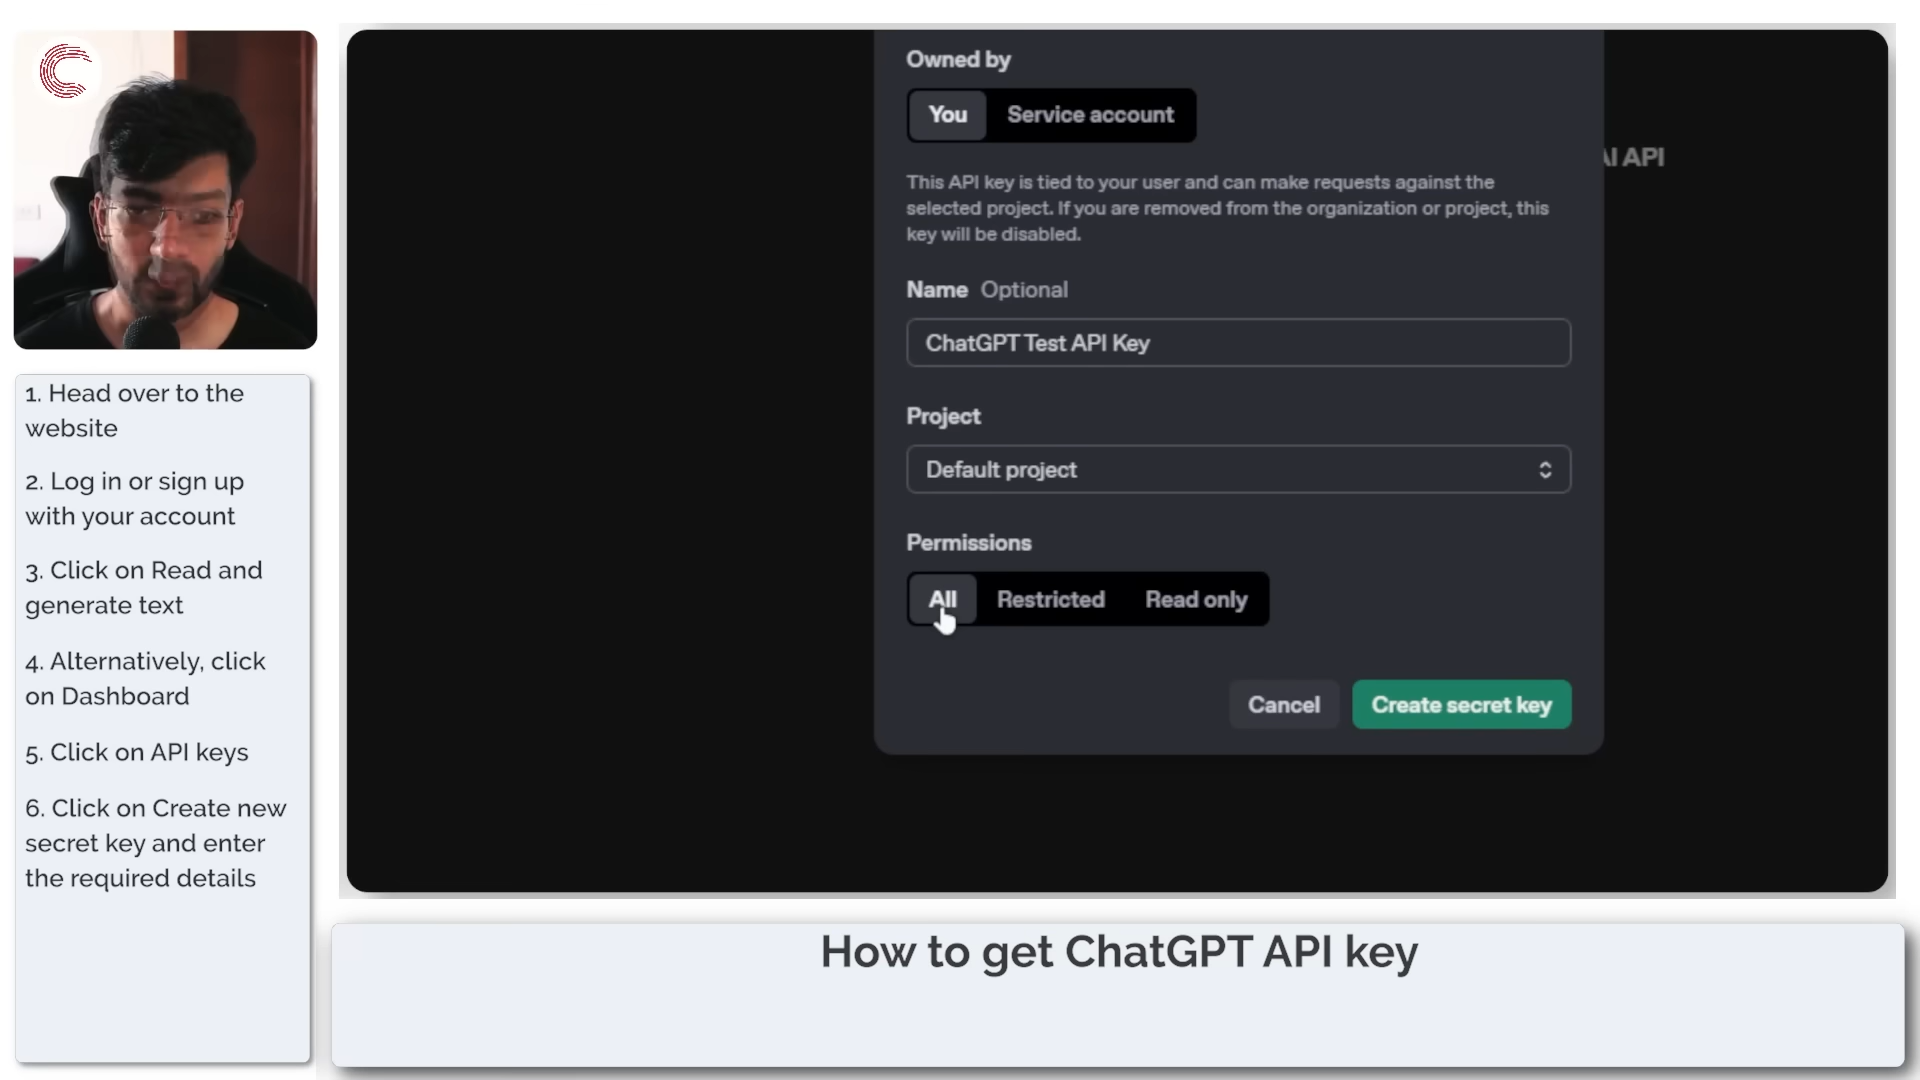 1. Head over to the
website
2. Log in or sign up
with your account
3. Click on Read and
generate text
4. Alternatively, click
on Dashboard
5. Click on API keys
6. Click on Create new
secret key and enter
the required details
Owned by
You Service account
This API key is tied to your user and can make requests against the
selected project. If you are removed from the organization or project, this
key will be disabled.
Name Optional
ChatGPT Test API Key
Project
Default project
Permissions
All Restricted Read only
Cancel Create secret key
API
How to get ChatGPT API key